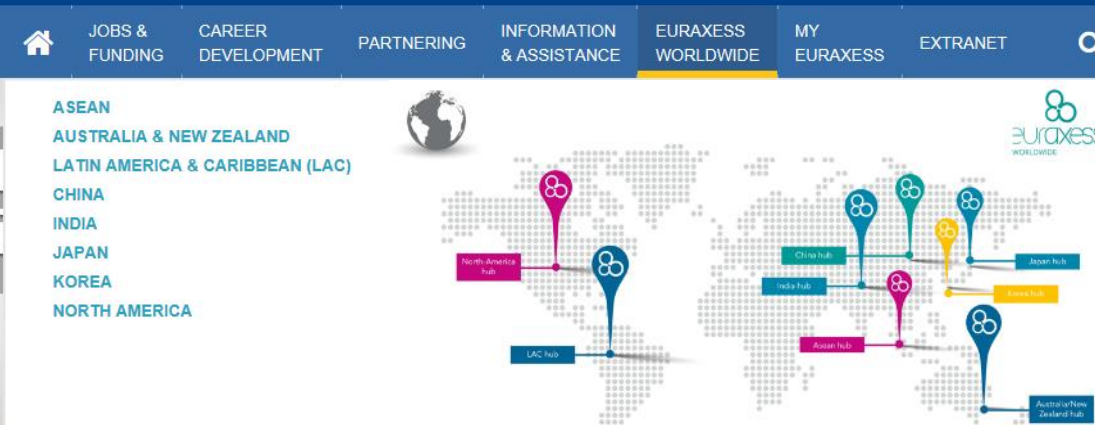 JOBS &
FUNDING
CAREER
DEVELOPMENT
PARTNERING
INFORMATION
& ASSISTANCE
EURAXESS
WORLDWIDE
MY
EURAXESS
EXTRANET
ASEAN
AUSTRALIA & NEW ZEALAND
LATIN AMERICA & CARIBBEAN (LAC)
CHINA
INDIA
JAPAN
KOREA
NORTH AMERICA
euraxess
WORLDWIDE
North-America
hub
China hub
Japan hub
India hub
Korea hub
Asean hub
LAC hub
Australia/New
Zealand hub